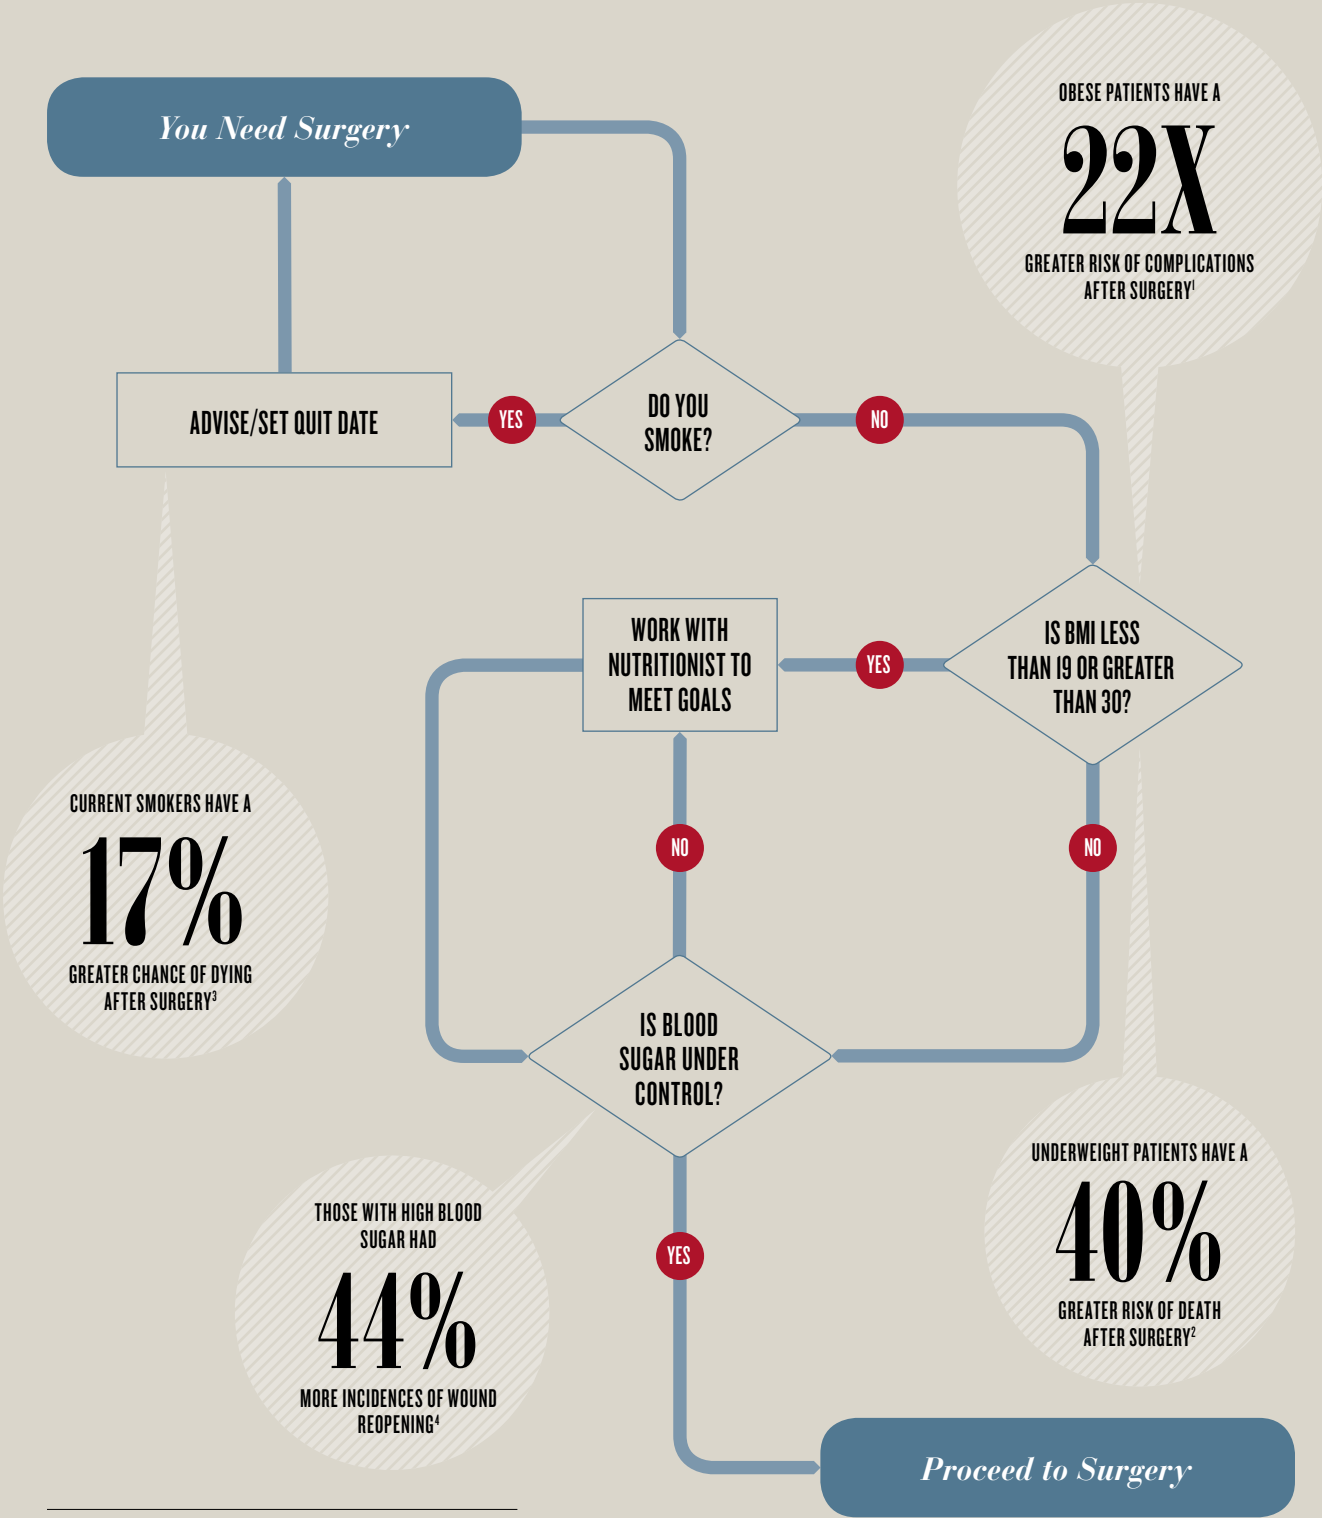 You Need Surgery
OBESE PATIENTS HAVE A
22X
GREATER RISK OF COMPLICATIONS
AFTER SURGERY¹
ADVISE/SET QUIT DATE
YES
DO YOU
SMOKE?
NO
WORK WITH
NUTRITIONIST TO
MEET GOALS
YES
IS BMI LESS
THAN 19 OR GREATER
THAN 30?
CURRENT SMOKERS HAVE A
17%
GREATER CHANCE OF DYING
AFTER SURGERY³
NO
NO
IS BLOOD
SUGAR UNDER
CONTROL?
THOSE WITH HIGH BLOOD
SUGAR HAD
44%
MORE INCIDENCES OF WOUND
REOPENING⁴
YES
UNDERWEIGHT PATIENTS HAVE A
40%
GREATER RISK OF DEATH
AFTER SURGERY²
Proceed to Surgery